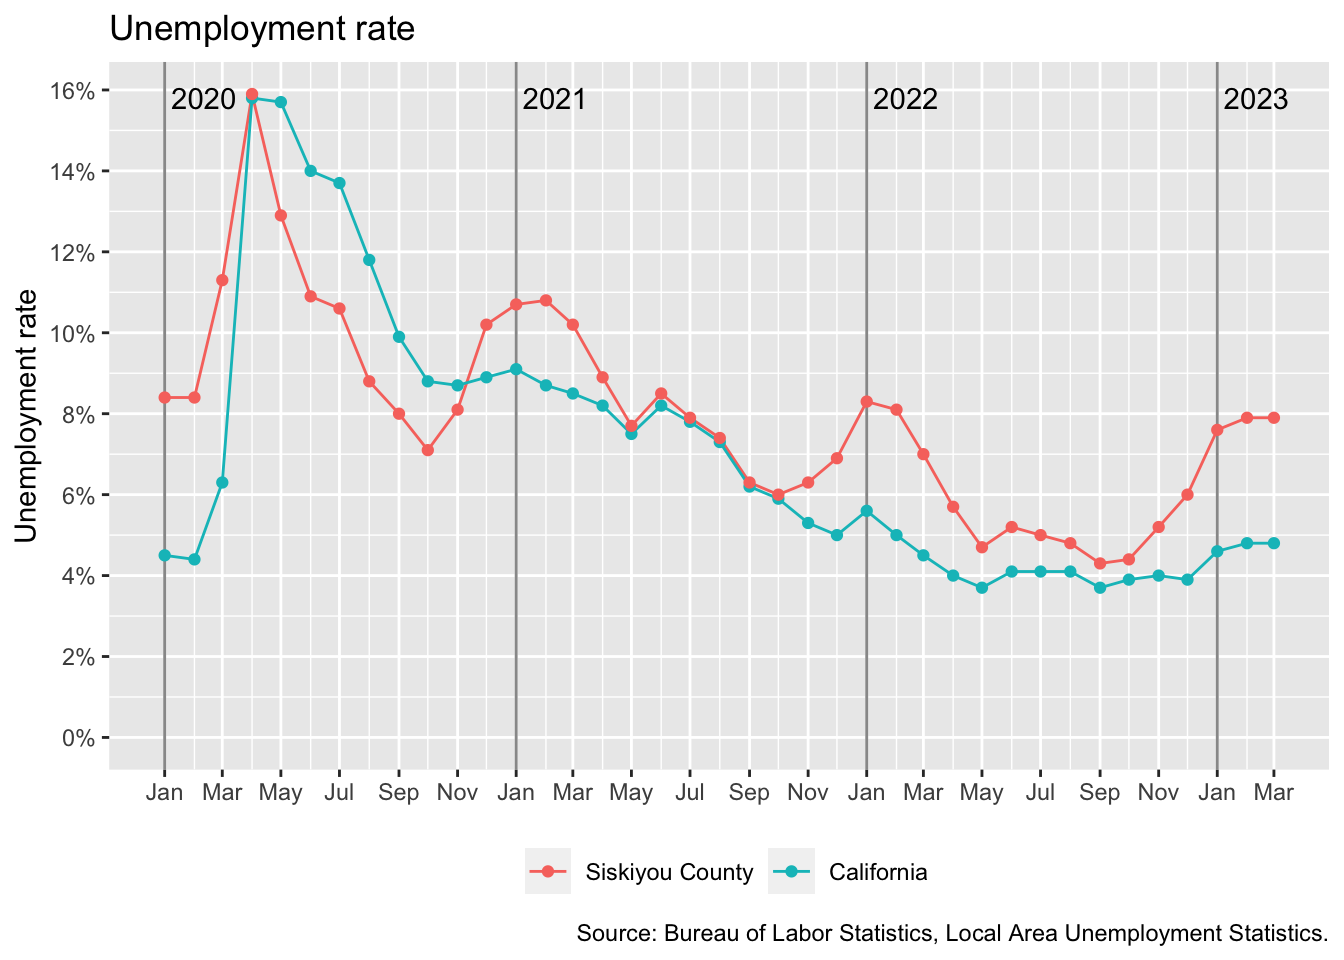 Unemployment rate
2020 2021 2022 2023
Unemployment rate
16%
14%
12%
10%
8%
6%
4%
2%
0%
Jan Mar May Jul Sep Nov Jan Mar May Jul Sep Nov Jan Mar May Jul Sep Nov Jan Mar
Siskiyou County California
Source: Bureau of Labor Statistics, Local Area Unemployment Statistics.